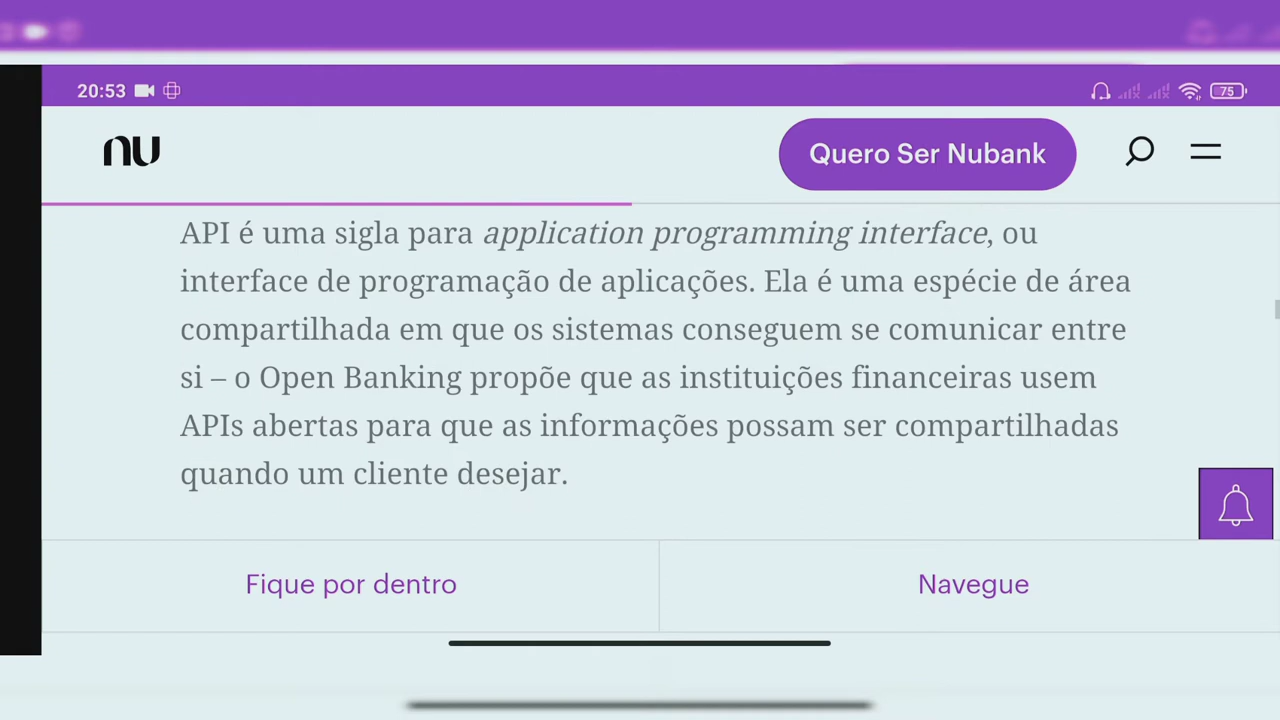 20:53
75
nu
Quero Ser Nubank
API é uma sigla para application programming interface, ou
interface de programação de aplicações. Ela é uma espécie de área
compartilhada em que os sistemas conseguem se comunicar entre
si – o Open Banking propõe que as instituições financeiras usem
APIs abertas para que as informações possam ser compartilhadas
quando um cliente desejar.
Fique por dentro
Navegue